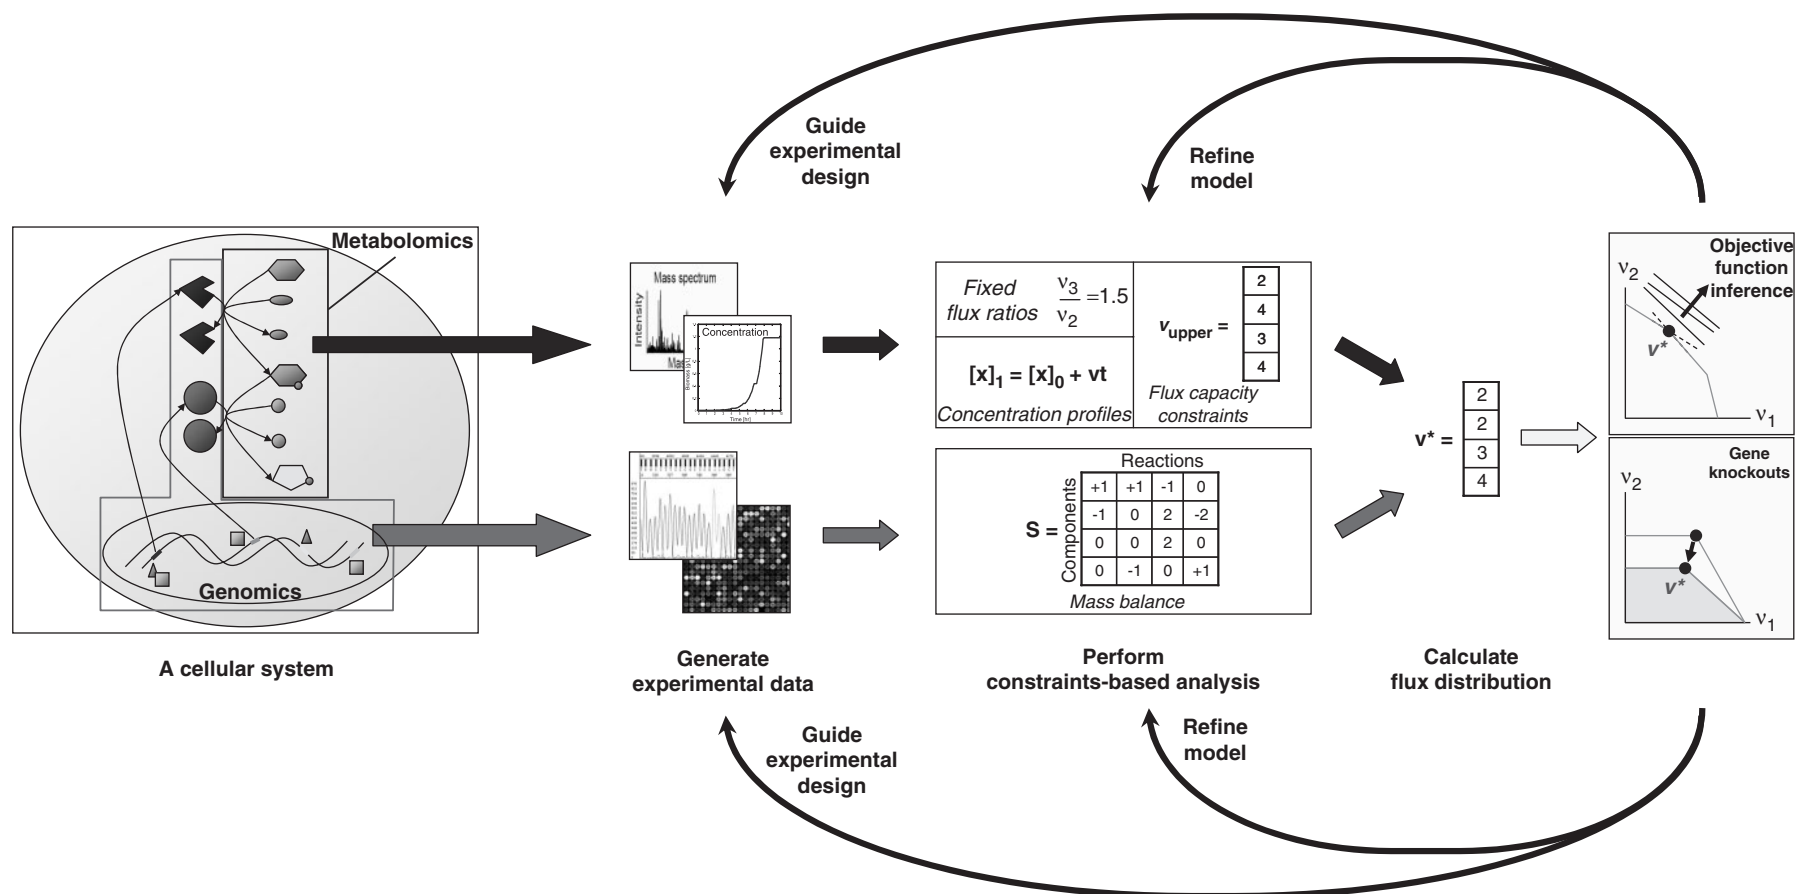 Guide
experimental
design
Refine
model
Metabolomics
Genomics
A cellular system
Mass spectrum
Intensity
Mas
Concentration
Biomass [g/L]
Time [hr]
Generate
experimental data
Fixed
flux ratios
ν3
ν2
=1.5
[x]1 = [x]0 + vt
Concentration profiles
vupper =
2
4
3
4
Flux capacity
constraints
Reactions
Components
S =
+1 +1 -1 0
-1 0 2 -2
0 0 2 0
0 -1 0 +1
Mass balance
Perform
constraints-based analysis
v* =
2
2
3
4
Calculate
flux distribution
Objective
function
inference
ν2
v*
ν1
Gene
knockouts
ν2
v*
ν1
Guide
experimental
design
Refine
model